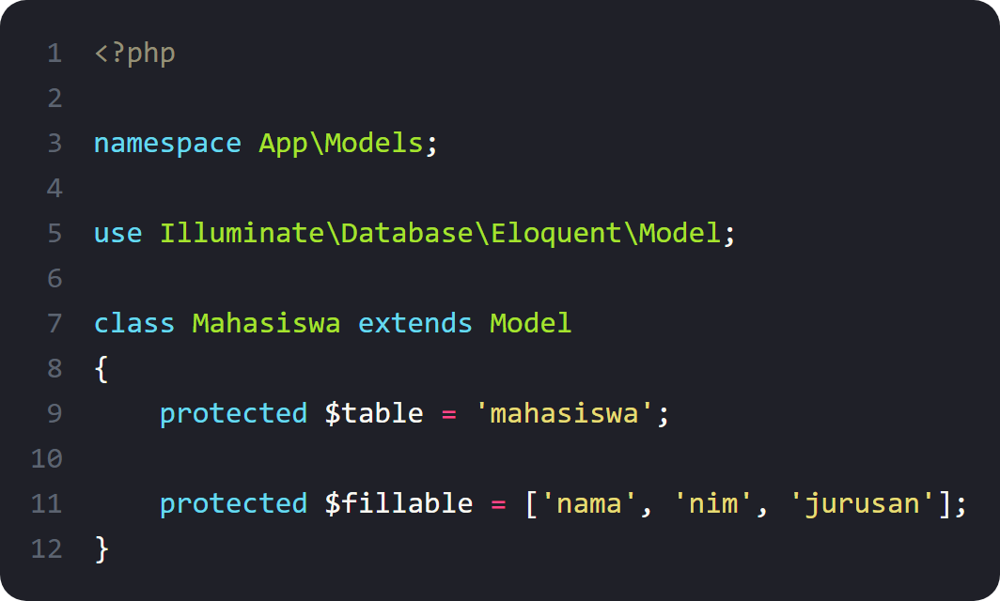 1 <?php
2
3 namespace App\Models;
4
5 use Illuminate\Database\Eloquent\Model;
6
7 class Mahasiswa extends Model
8 {
9     protected $table = 'mahasiswa';
10
11     protected $fillable = ['nama', 'nim', 'jurusan'];
12 }